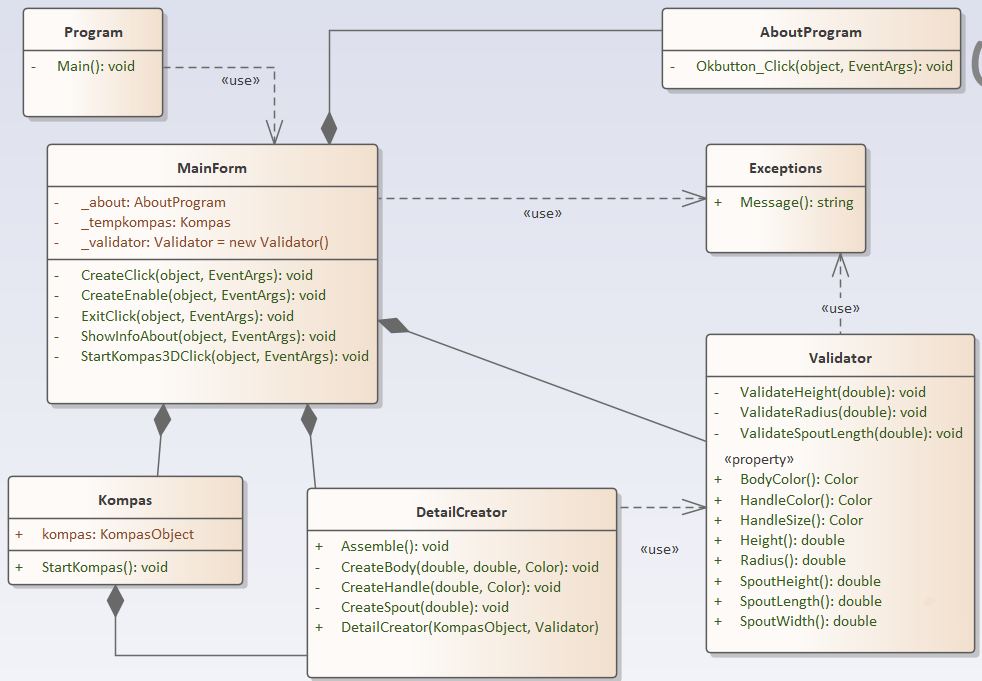 Program
- Main(): void
«use»
AboutProgram
- Okbutton_Click(object, EventArgs): void
MainForm
- _about: AboutProgram
- _tempkompas: Kompas
- _validator: Validator = new Validator()
- CreateClick(object, EventArgs): void
- CreateEnable(object, EventArgs): void
- ExitClick(object, EventArgs): void
- ShowInfoAbout(object, EventArgs): void
- StartKompas3DClick(object, EventArgs): void
«use»
Exceptions
+ Message(): string
«use»
Validator
- ValidateHeight(double): void
- ValidateRadius(double): void
- ValidateSpoutLength(double): void
«property»
+ BodyColor(): Color
+ HandleColor(): Color
+ HandleSize(): Color
+ Height(): double
+ Radius(): double
+ SpoutHeight(): double
+ SpoutLength(): double
+ SpoutWidth(): double
Kompas
+ kompas: KompasObject
+ StartKompas(): void
DetailCreator
+ Assemble(): void
- CreateBody(double, double, Color): void
- CreateHandle(double, Color): void
- CreateSpout(double): void
+ DetailCreator(KompasObject, Validator)
«use»